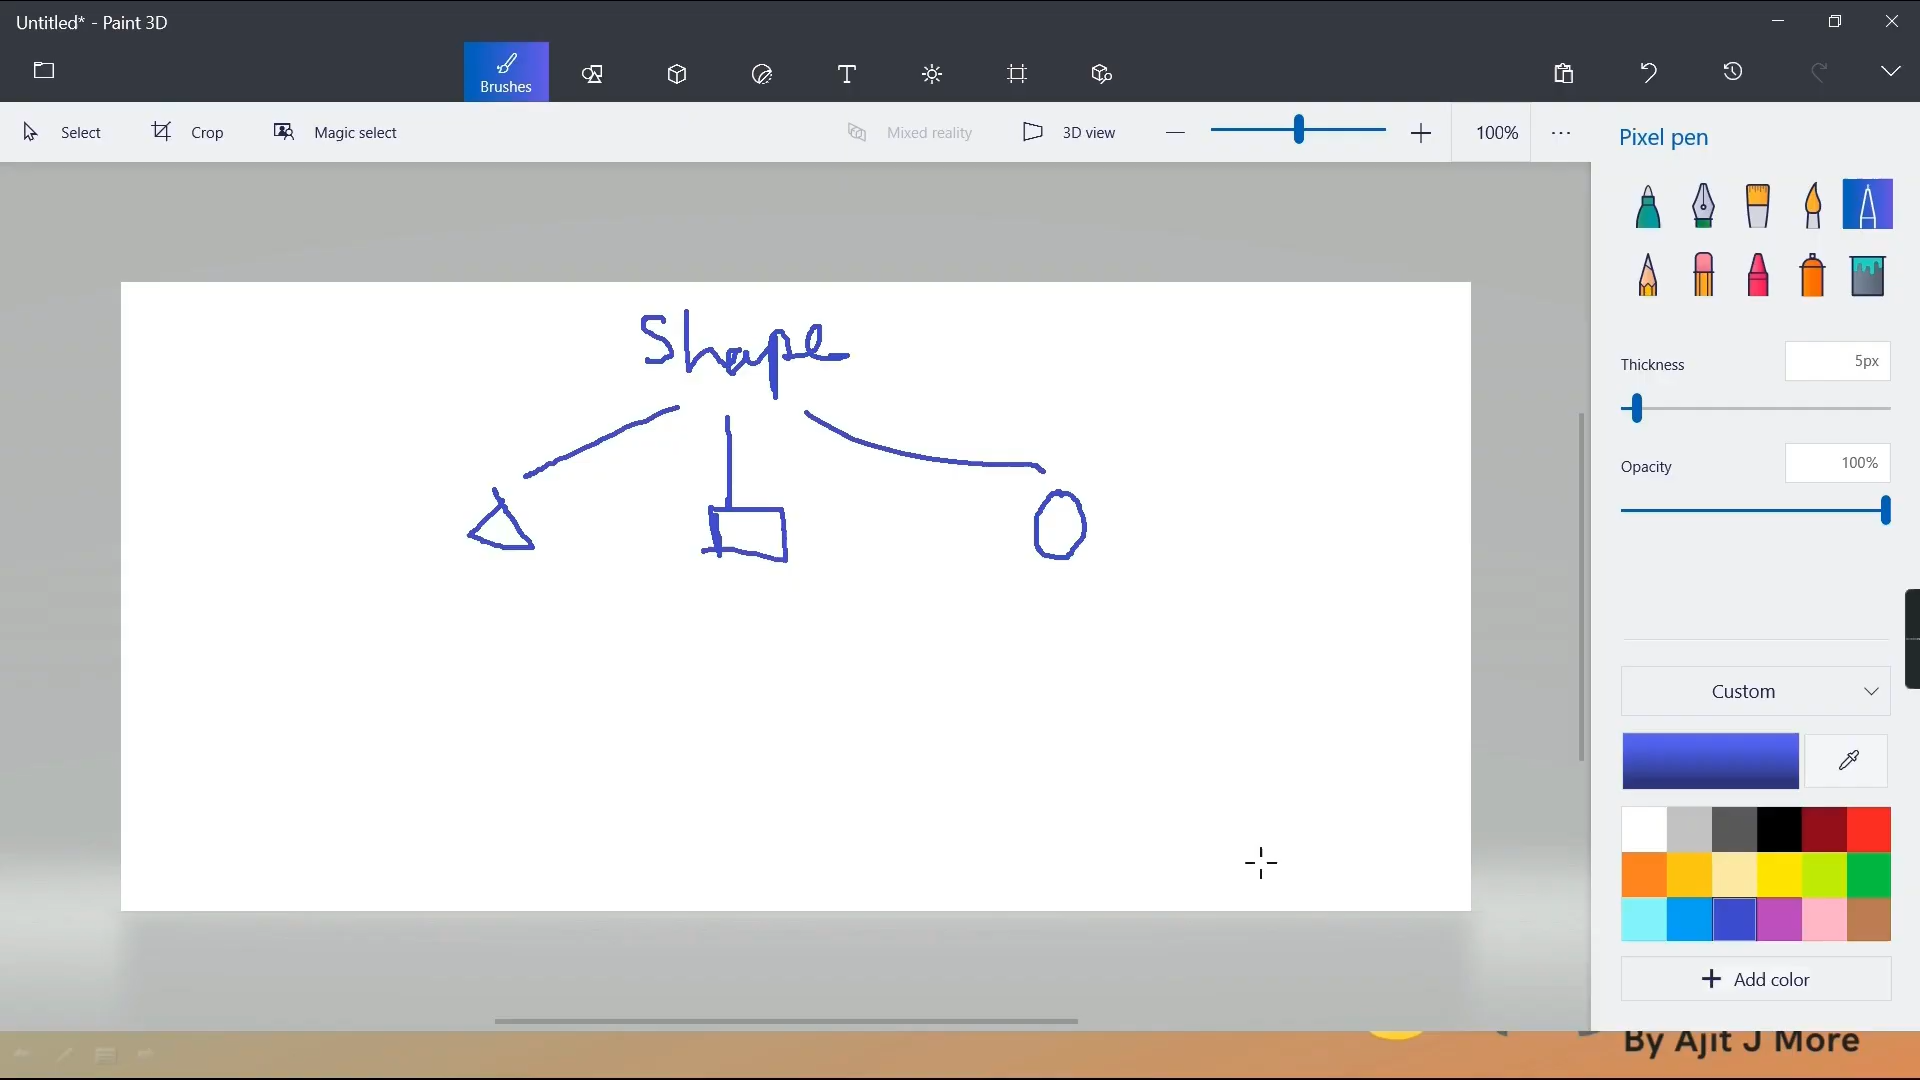 Untitled* - Paint 3D
Brushes
Select Crop Magic select Mixed reality 3D view 100%
Pixel pen
Shape
Thickness 5px
Opacity 100%
Custom
Add color
By Ajit J More